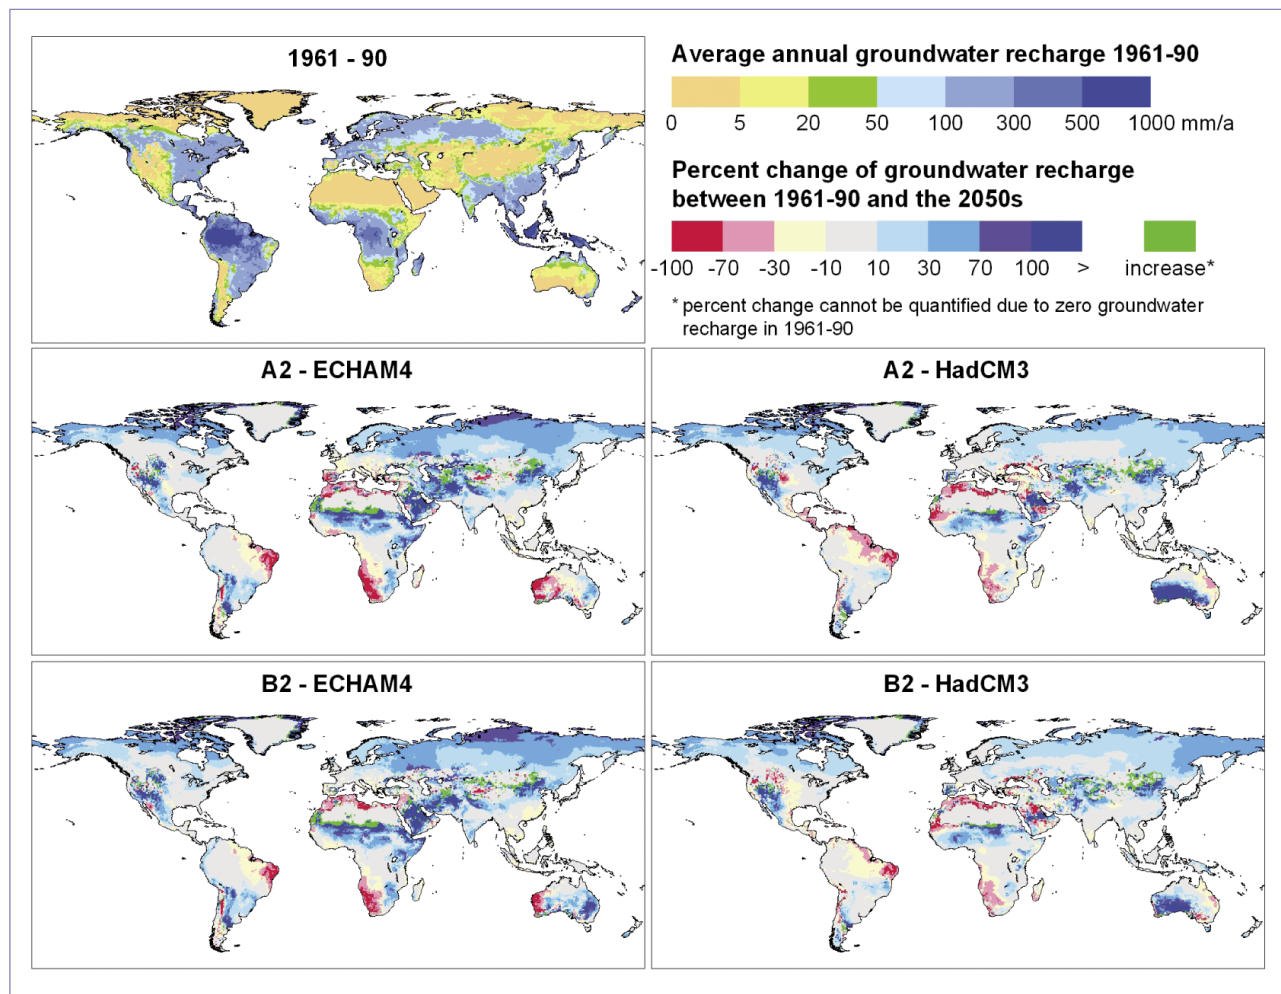 1961 - 90
Average annual groundwater recharge 1961-90
0 5 20 50 100 300 500 1000 mm/a
Percent change of groundwater recharge
between 1961-90 and the 2050s
-100 -70 -30 -10 10 30 70 100 > increase*
* percent change cannot be quantified due to zero groundwater
recharge in 1961-90
A2 - ECHAM4
A2 - HadCM3
B2 - ECHAM4
B2 - HadCM3